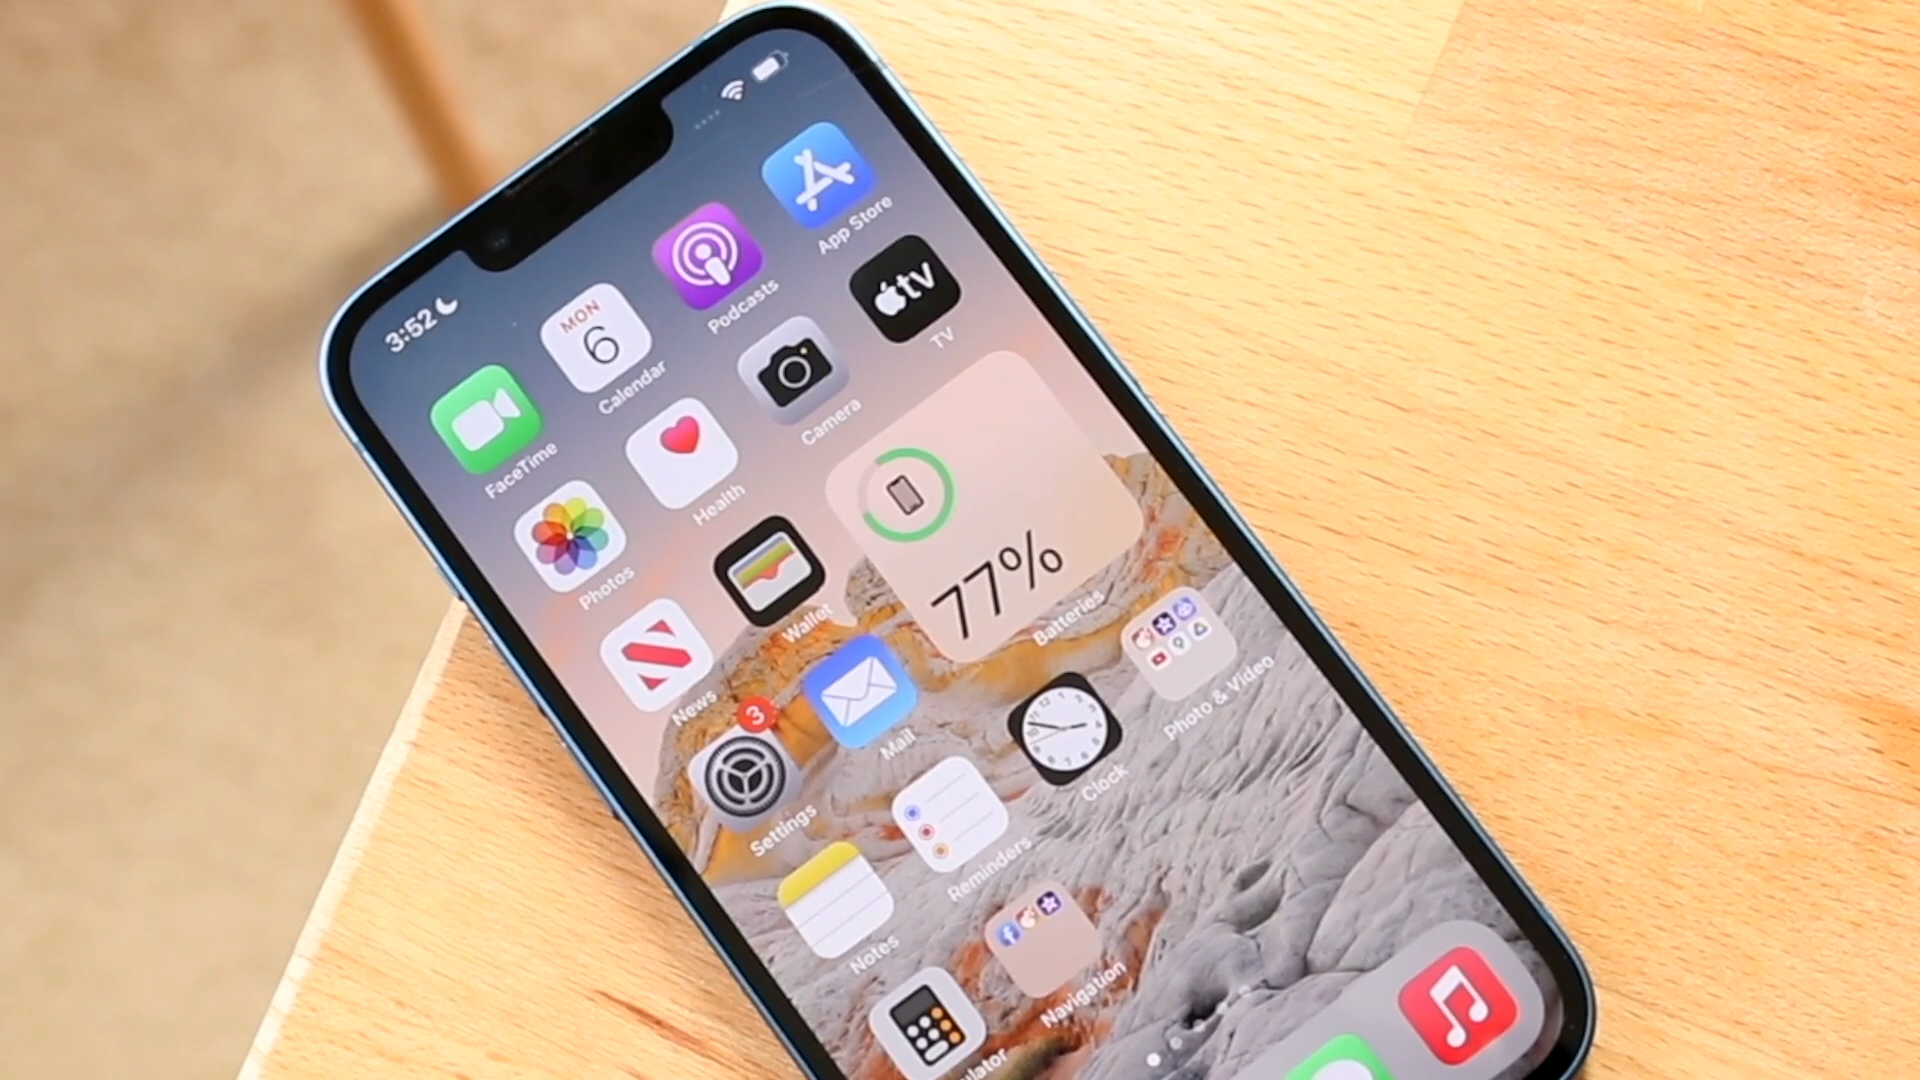 3:52
MON
6
FaceTime
Calendar
Podcasts
App Store
Photos
Health
Camera
tv
TV
News
Wallet
77%
Batteries
3
Settings
Mail
Clock
Photo & Video
Notes
Reminders
Navigation
ulator